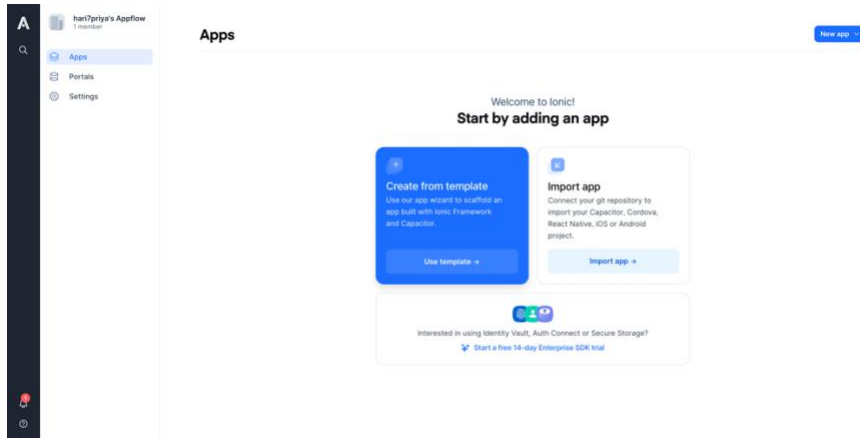 hari7priya's Appflow
1 member
Apps
Portals
Settings
Apps
New app
Welcome to Ionic!
Start by adding an app
Create from template
Use our app wizard to scaffold an
app built with Ionic Framework
and Capacitor.
Use template →
Import app
Connect your git repository to
import your Capacitor, Cordova,
React Native, iOS or Android
project.
Import app →
Interested in using Identity Vault, Auth Connect or Secure Storage?
Start a free 14-day Enterprise SDK trial